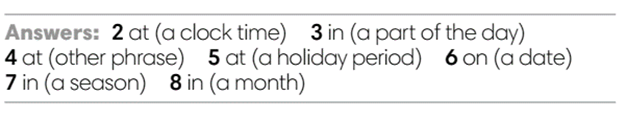 Answers: 2 at (a clock time) 3 in (a part of the day)
4 at (other phrase) 5 at (a holiday period) 6 on (a date)
7 in (a season) 8 in (a month)